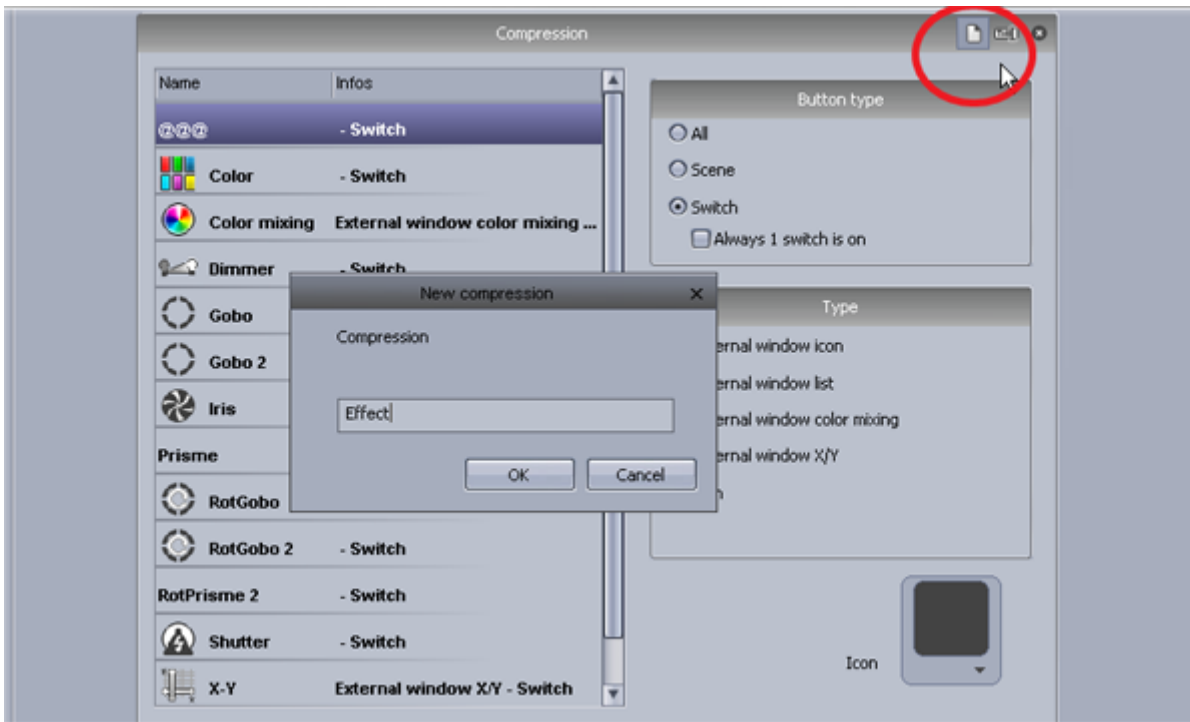 Compression
Name Infos
@@@ - Switch
Color - Switch
Color mixing External window color mixing ...
Dimmer - Switch
Gobo
Gobo 2
Iris
Prisme
RotGobo
RotGobo 2 - Switch
RotPrisme 2 - Switch
Shutter - Switch
X-Y External window X/Y - Switch
New compression
Compression
Effect
OK Cancel
Button type
All
Scene
Switch
Always 1 switch is on
Type
ernal window icon
ernal window list
ernal window color mixing
ernal window X/Y
Icon